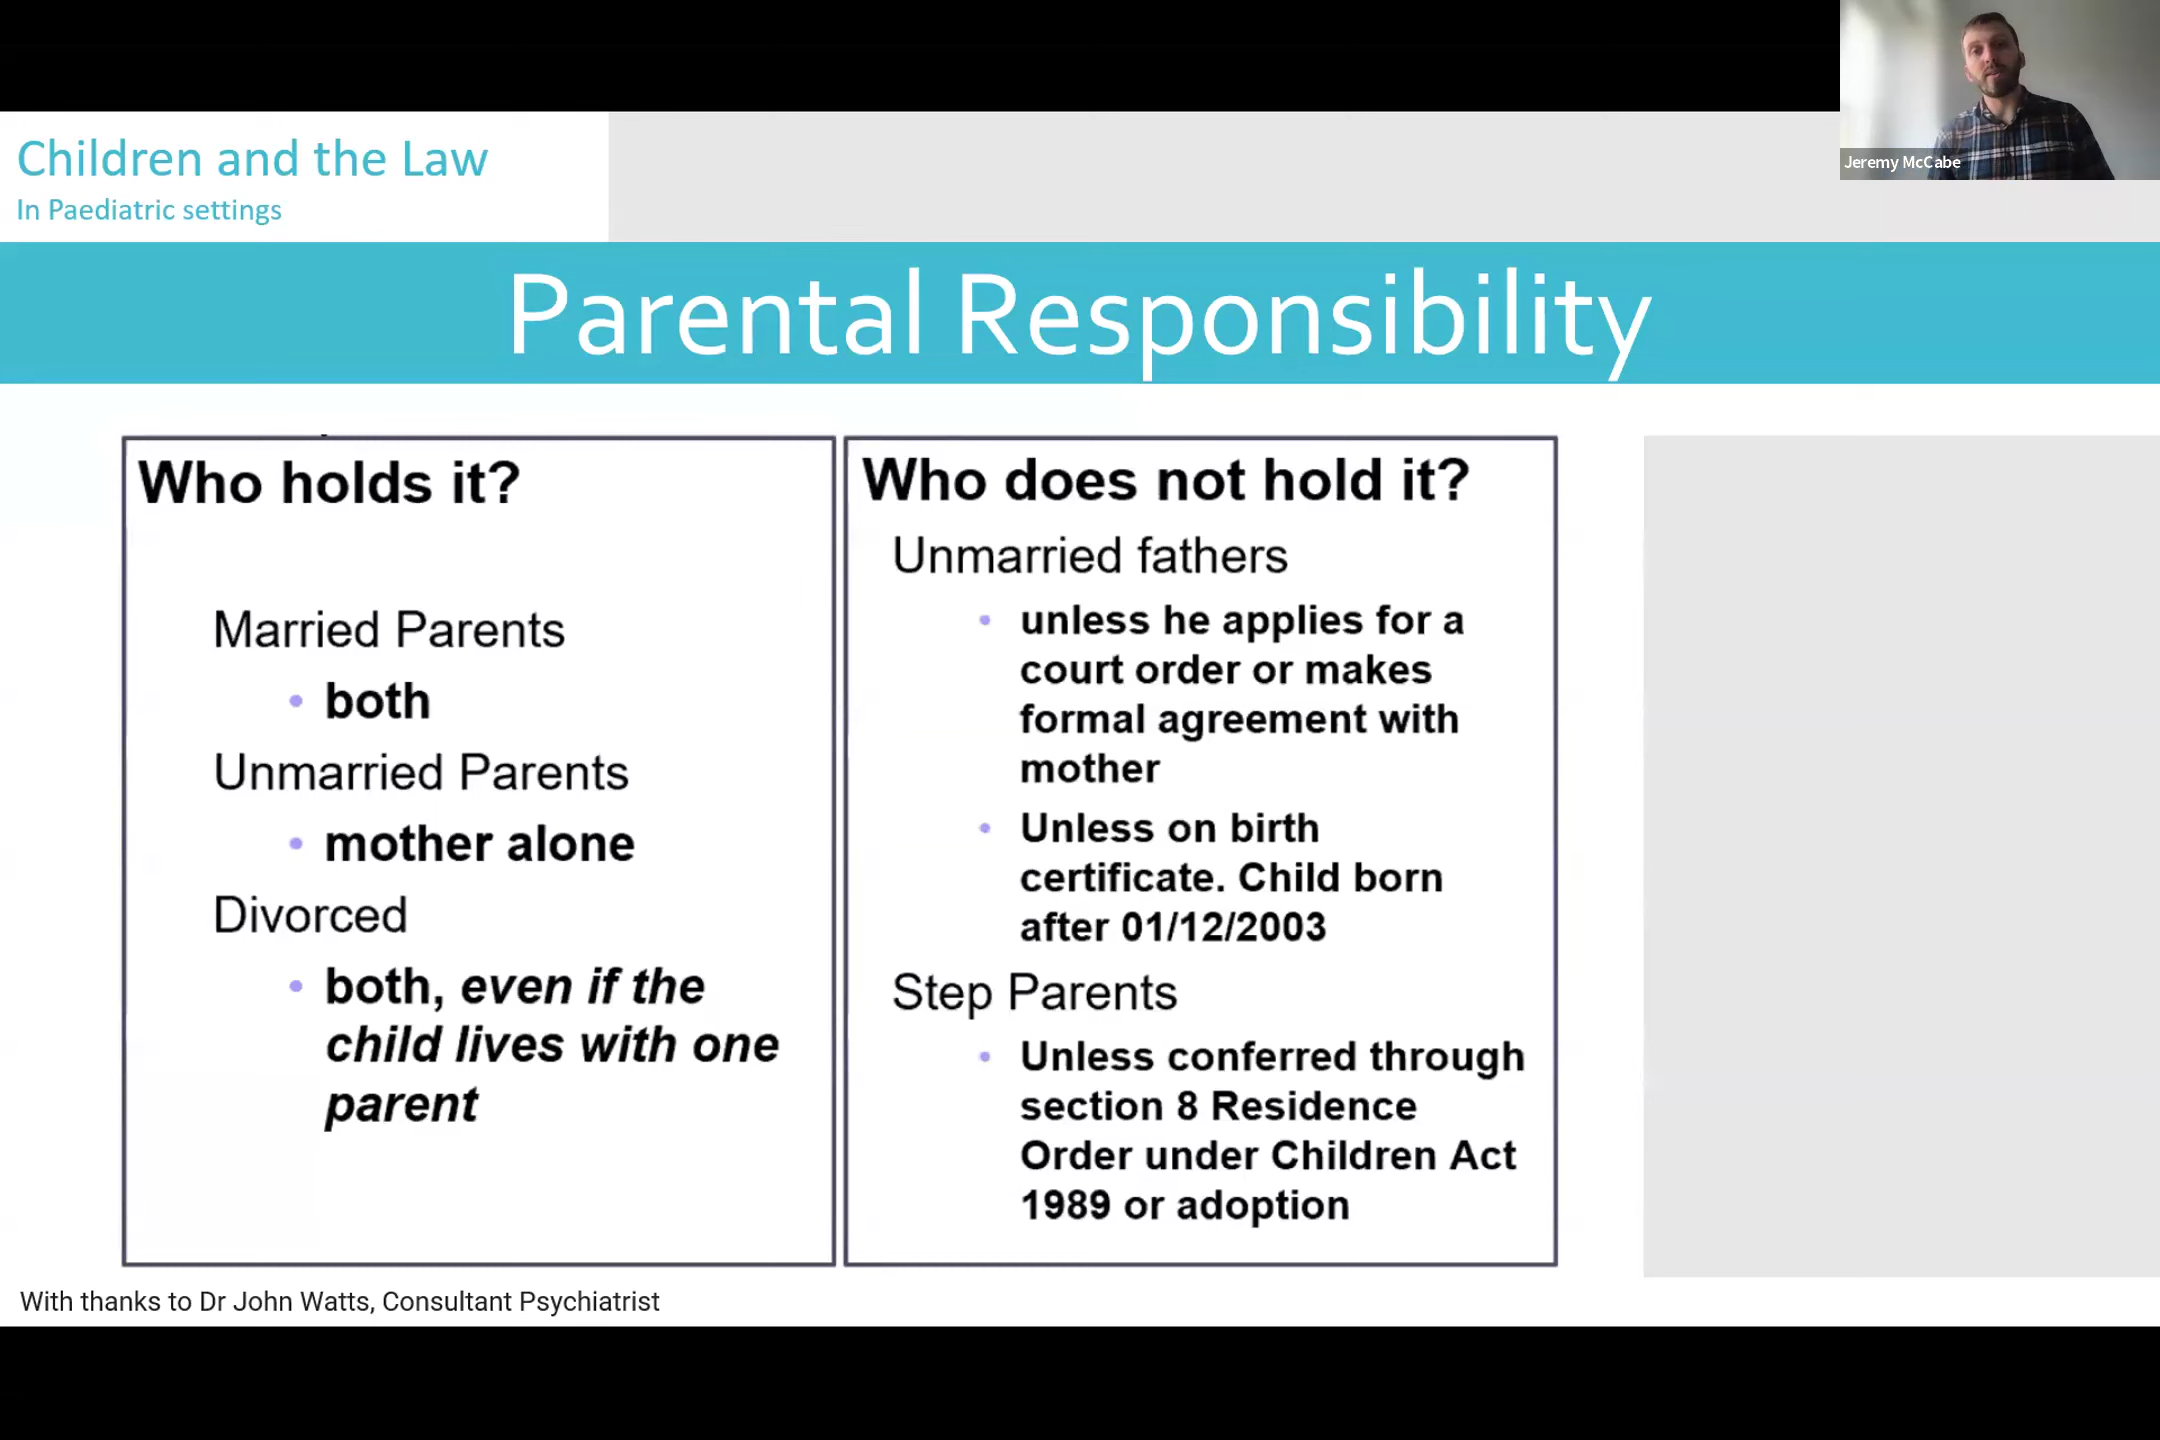 Jeremy McCabe
Children and the Law
In Paediatric settings
Parental Responsibility
Who holds it?
Married Parents
• both
Unmarried Parents
• mother alone
Divorced
• both, even if the
child lives with one
parent
Who does not hold it?
Unmarried fathers
• unless he applies for a
court order or makes
formal agreement with
mother
• Unless on birth
certificate. Child born
after 01/12/2003
Step Parents
• Unless conferred through
section 8 Residence
Order under Children Act
1989 or adoption
With thanks to Dr John Watts, Consultant Psychiatrist